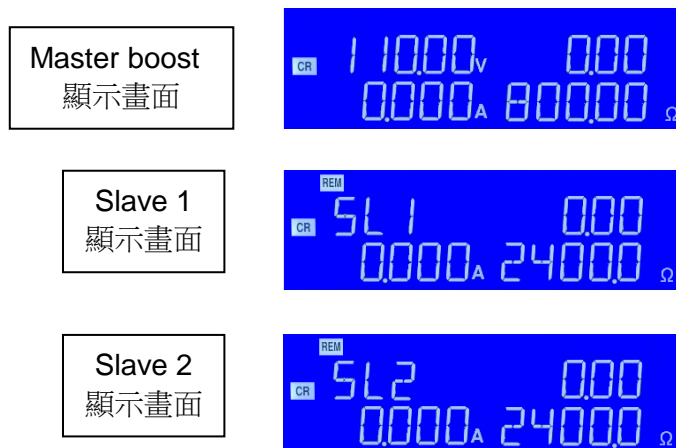 Master boost
顯示畫面
CR 110.00V 0.00
0.000A 800.00 Ω
Slave 1
顯示畫面
REM
CR SL1 0.00
0.000A 2400.0 Ω
Slave 2
顯示畫面
REM
CR SL2 0.00
0.000A 2400.0 Ω